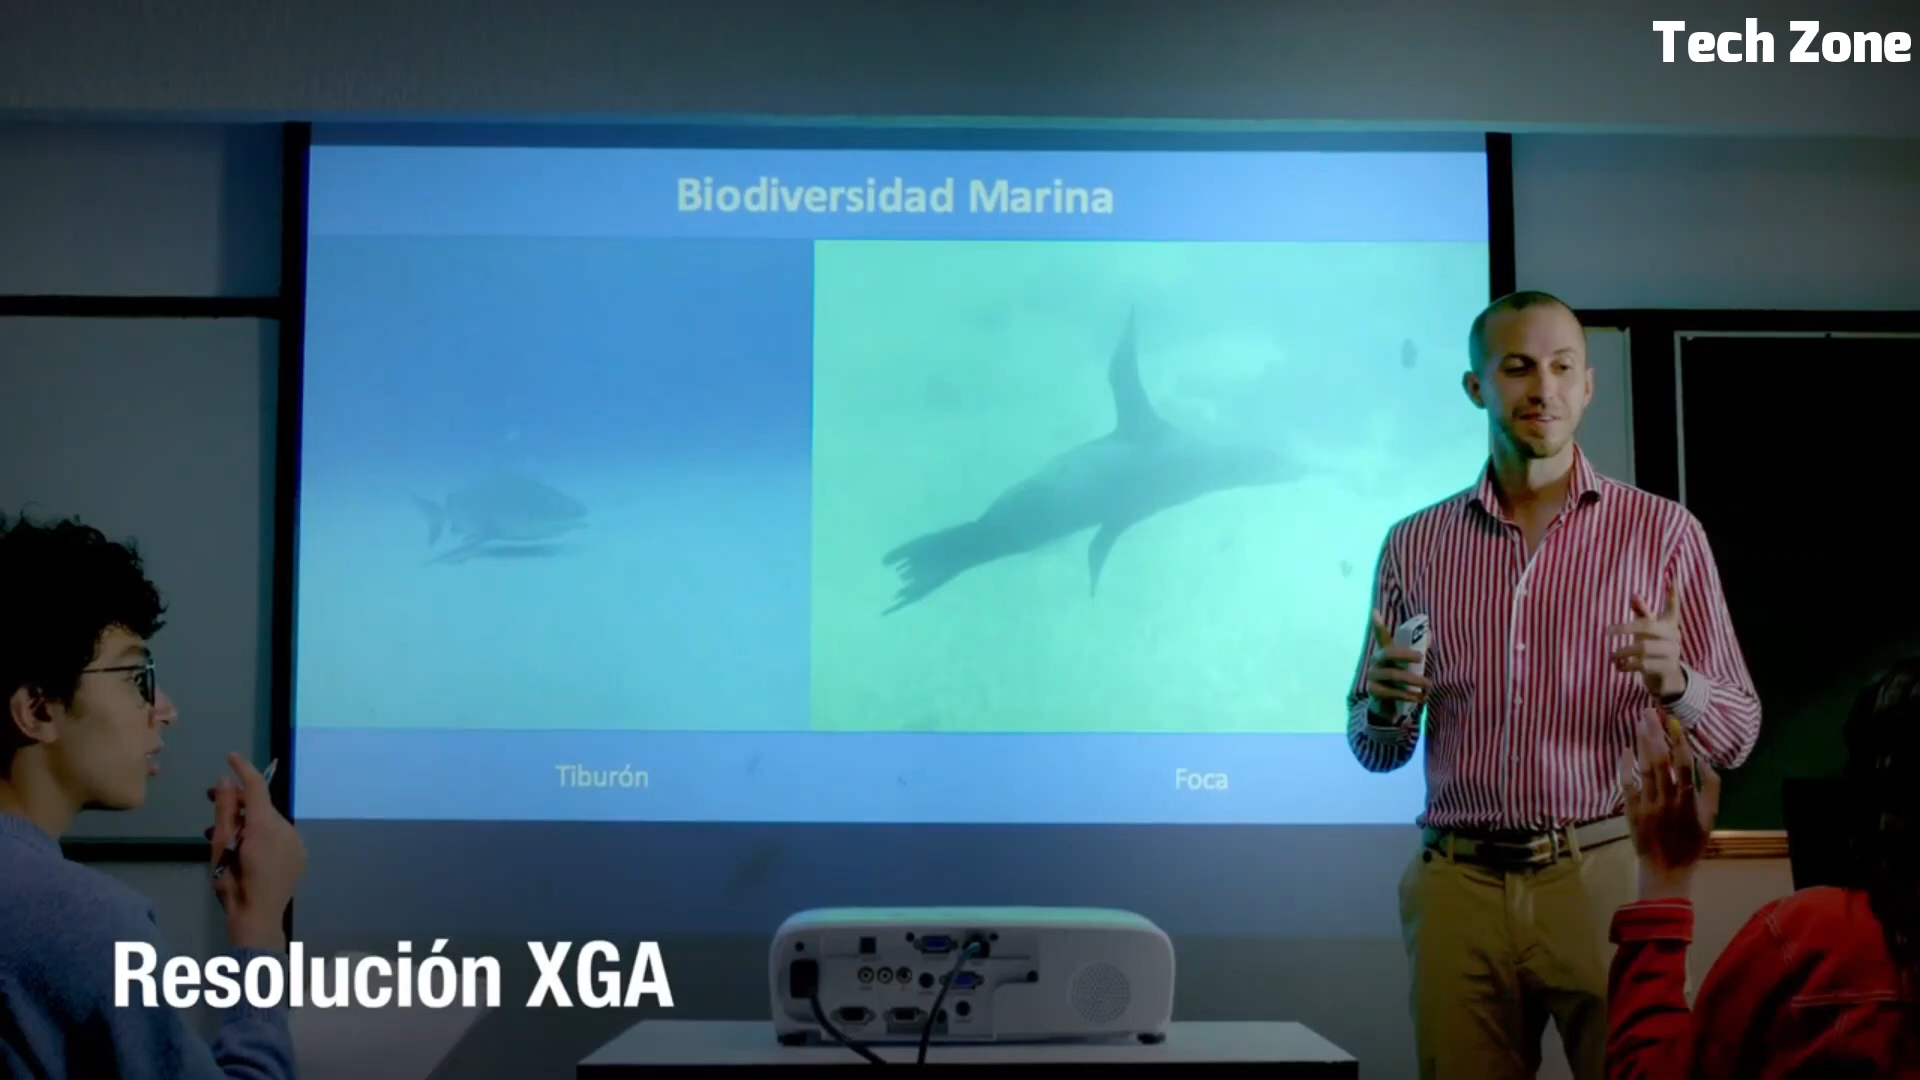 Tech Zone
Biodiversidad Marina
Tiburón
Foca
Resolución XGA